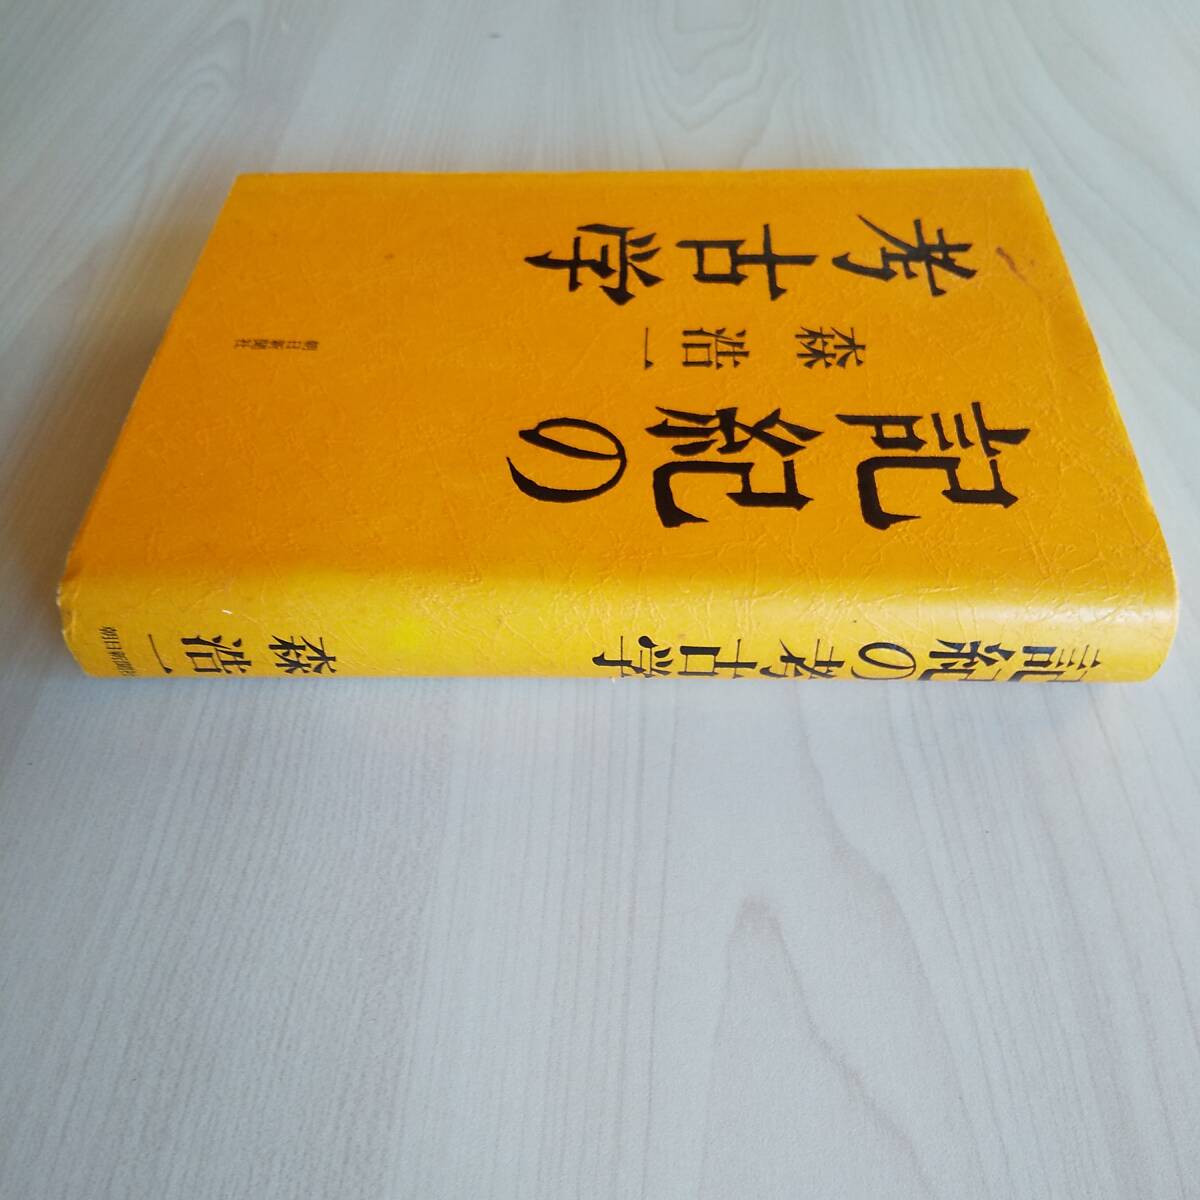 記紀の
考古学
森浩一
朝日新聞社
記紀の考古学
森浩一
朝日新聞社